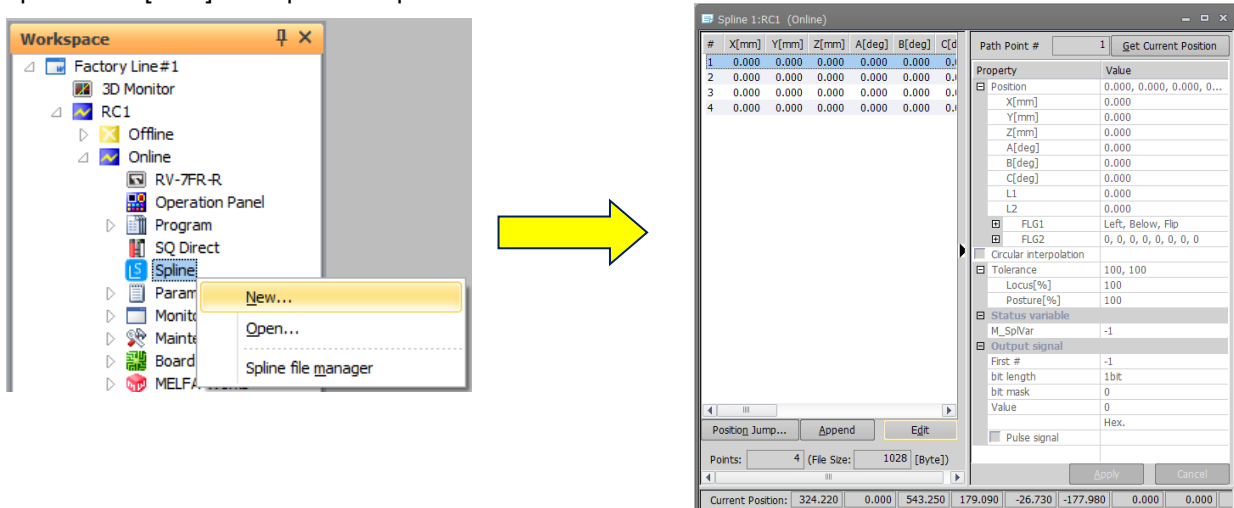 Workspace
Factory Line#1
3D Monitor
RC1
Offline
Online
RV-7FR-R
Operation Panel
Program
SQ Direct
Spline
New...
Open...
Spline file manager
Board
Spline 1:RC1 (Online)
# X[mm] Y[mm] Z[mm] A[deg] B[deg]
1 0.000 0.000 0.000 0.000 0.000
2 0.000 0.000 0.000 0.000 0.000
3 0.000 0.000 0.000 0.000 0.000
4 0.000 0.000 0.000 0.000 0.000
Position Jump... Append Edit
Points: 4 (File Size: 1028 [Byte])
Path Point # 1 Get Current Position
Property Value
Position 0.000, 0.000, 0.000, 0...
X[mm] 0.000
Y[mm] 0.000
Z[mm] 0.000
A[deg] 0.000
B[deg] 0.000
C[deg] 0.000
L1 0.000
L2 0.000
FLG1 Left, Below, Flip
FLG2 0, 0, 0, 0, 0, 0, 0, 0
Circular interpolation
Tolerance 100, 100
Locus[%] 100
Posture[%] 100
Status variable
M_SplVar -1
Output signal
First # -1
bit length 1bit
bit mask 0
Value 0
Hex.
Pulse signal
Apply Cancel
Current Position: 324.220 0.000 543.250 179.090 -26.730 -177.980 0.000 0.000